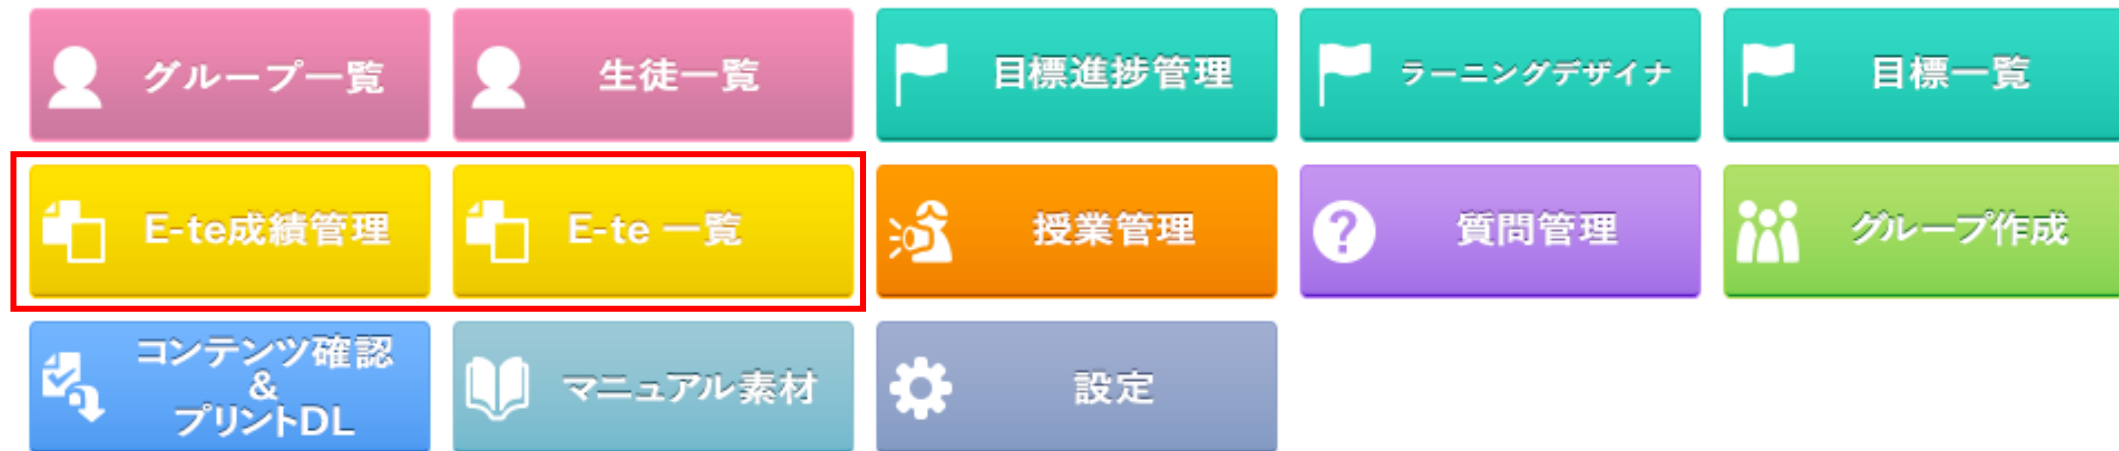 グループ一覧
生徒一覧
目標進捗管理
ラーニングデザイナ
目標一覧
E-te成績管理
E-te 一覧
授業管理
質問管理
グループ作成
コンテンツ確認
&
プリントDL
マニュアル素材
設定